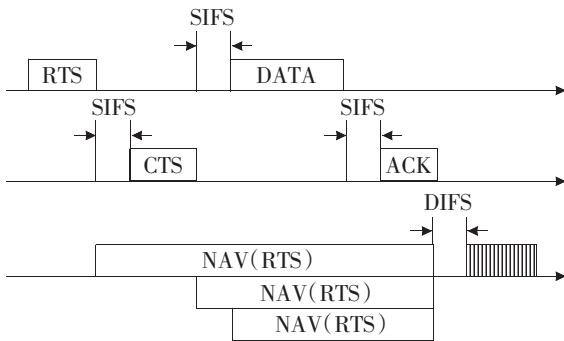 SIFS
RTS
DATA
SIFS
SIFS
CTS
ACK
DIFS
NAV(RTS)
NAV(RTS)
NAV(RTS)